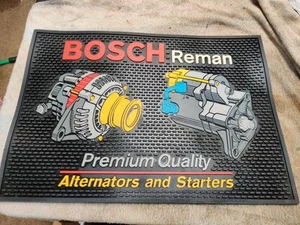 BOSCH Reman
Premium Quality
Alternators and Starters